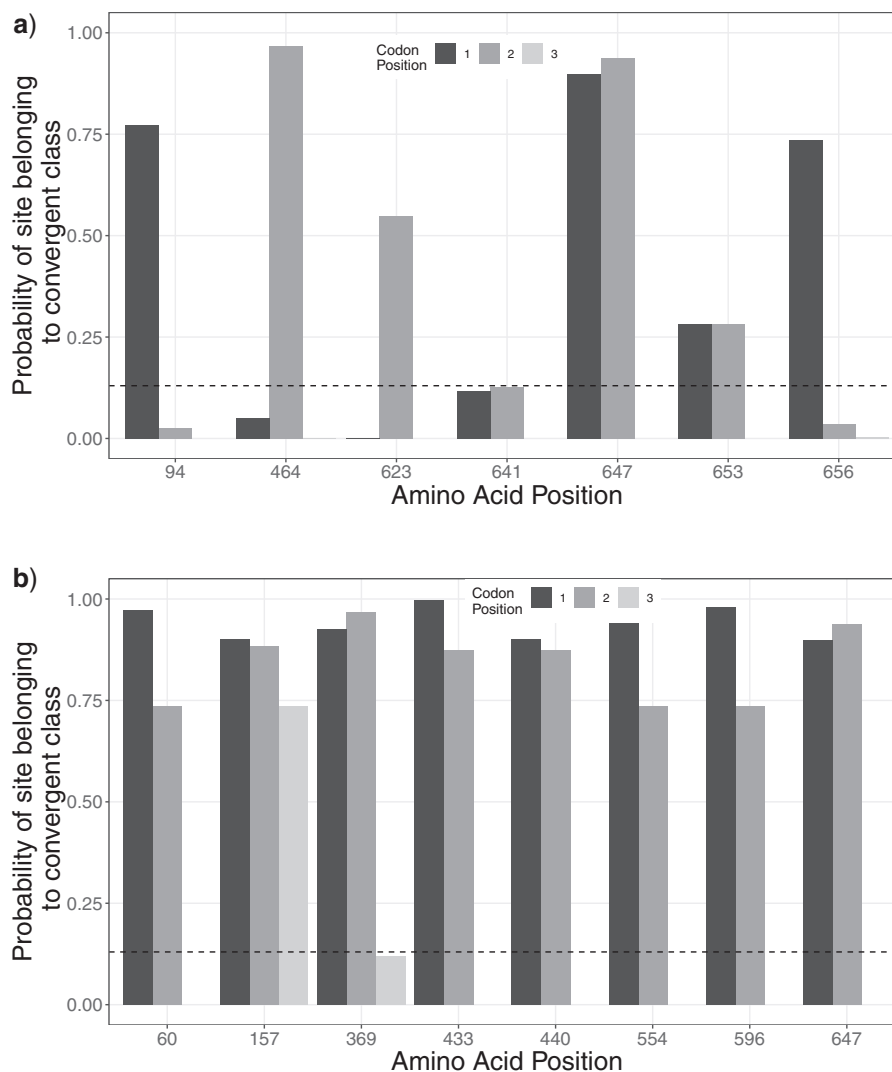 a)
Probability of site belonging
to convergent class
1.00
0.75
0.50
0.25
0.00
Codon
Position
1 2 3
94 464 623 641 647 653 656
Amino Acid Position
b)
Probability of site belonging
to convergent class
1.00
0.75
0.50
0.25
0.00
Codon
Position
1 2 3
60 157 369 433 440 554 596 647
Amino Acid Position